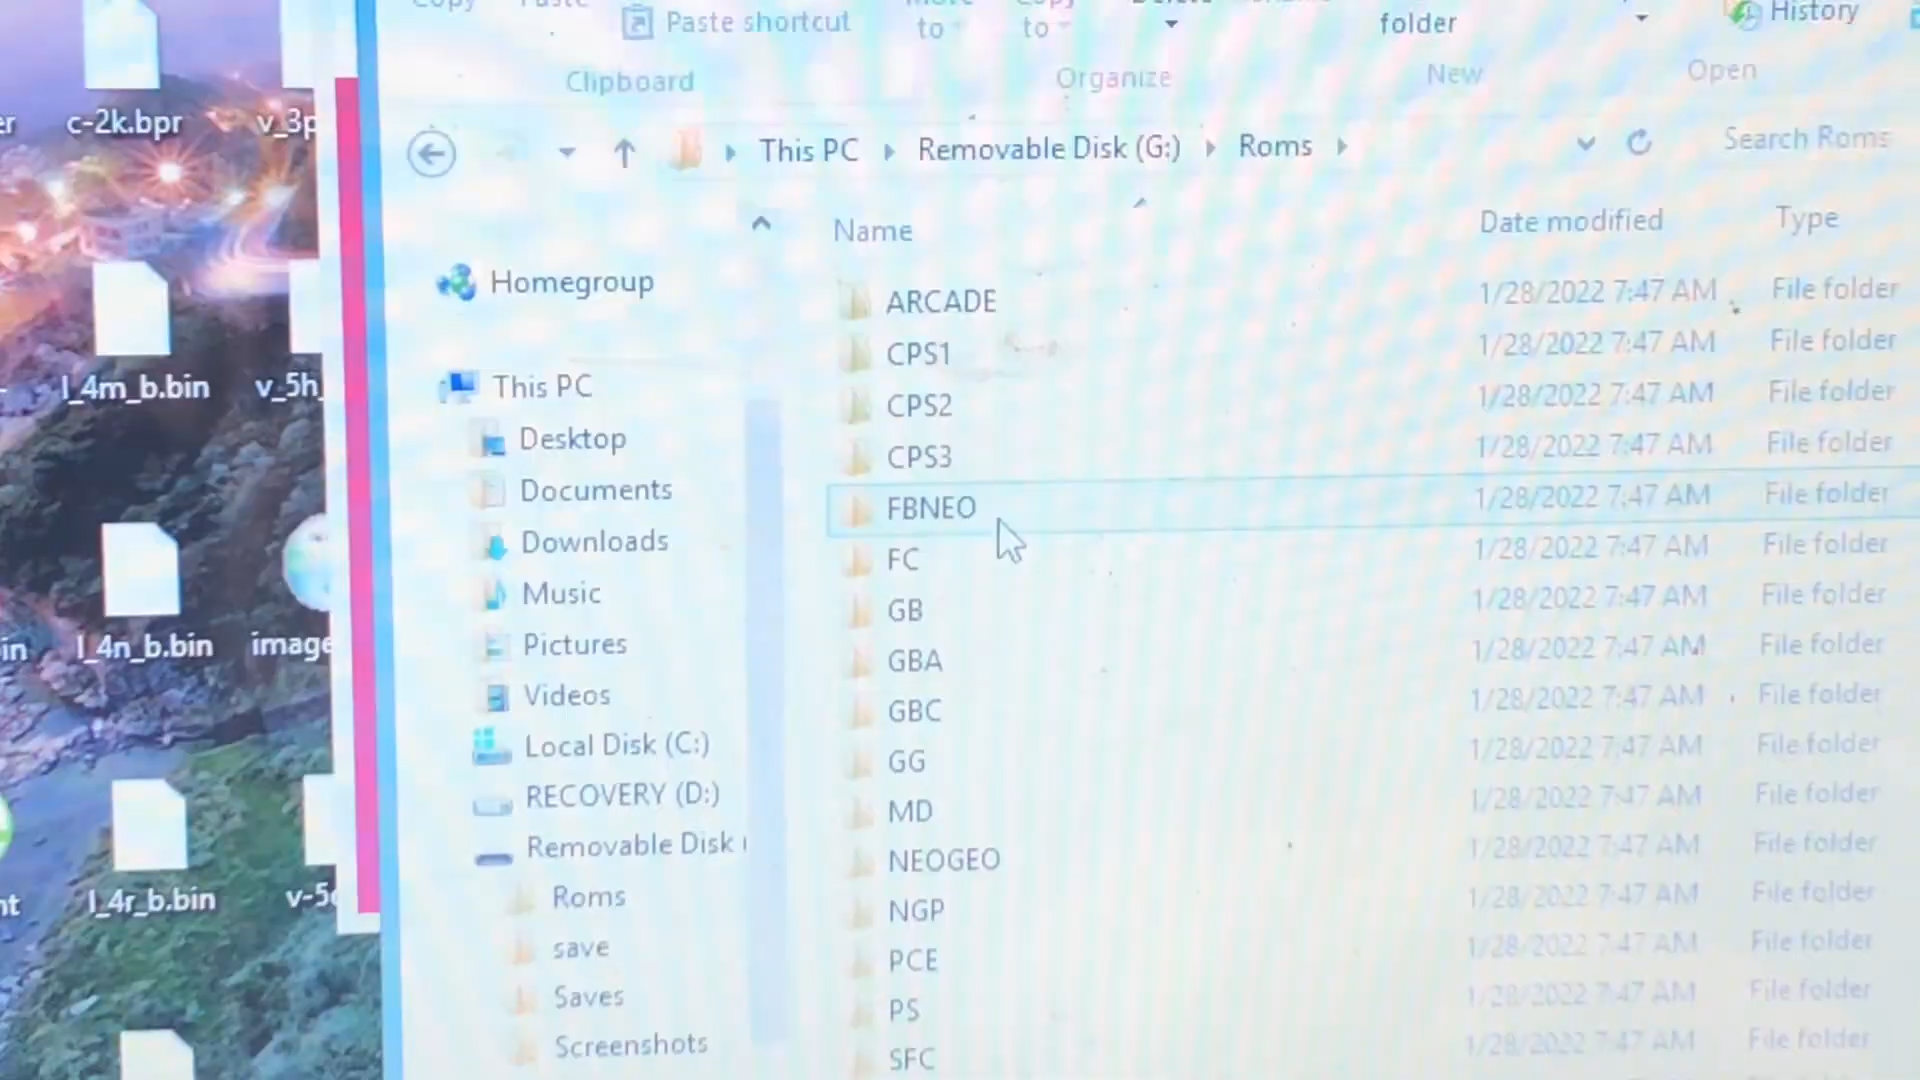 Copy
Paste
Paste shortcut
to
to
folder
History
Clipboard
Organize
New
Open
This PC
Removable Disk (G:)
Roms
Search Roms
c-2k.bpr
v_3p
l_4m_b.bin
v_5h
l_4n_b.bin
image
l_4r_b.bin
Homegroup
This PC
Desktop
Documents
Downloads
Music
Pictures
Videos
Local Disk (C:)
RECOVERY (D:)
Removable Disk
Roms
save
Saves
Screenshots
Name Date modified Type
ARCADE 1/28/2022 7:47 AM File folder
CPS1 1/28/2022 7:47 AM File folder
CPS2 1/28/2022 7:47 AM File folder
CPS3 1/28/2022 7:47 AM File folder
FBNEO 1/28/2022 7:47 AM File folder
FC 1/28/2022 7:47 AM File folder
GB 1/28/2022 7:47 AM File folder
GBA 1/28/2022 7:47 AM File folder
GBC 1/28/2022 7:47 AM File folder
GG 1/28/2022 7:47 AM File folder
MD 1/28/2022 7:47 AM File folder
NEOGEO 1/28/2022 7:47 AM File folder
NGP 1/28/2022 7:47 AM File folder
PCE 1/28/2022 7:47 AM File folder
PS 1/28/2022 7:47 AM File folder
SFC 1/28/2022 7:47 AM File folder